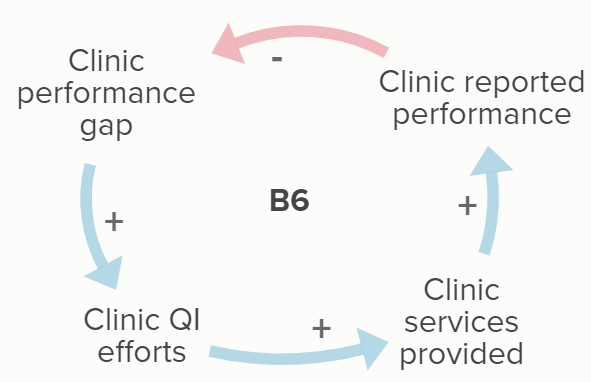 Clinic
performance
gap
-
Clinic reported
performance
+
B6
+
Clinic QI
efforts
+
Clinic
services
provided